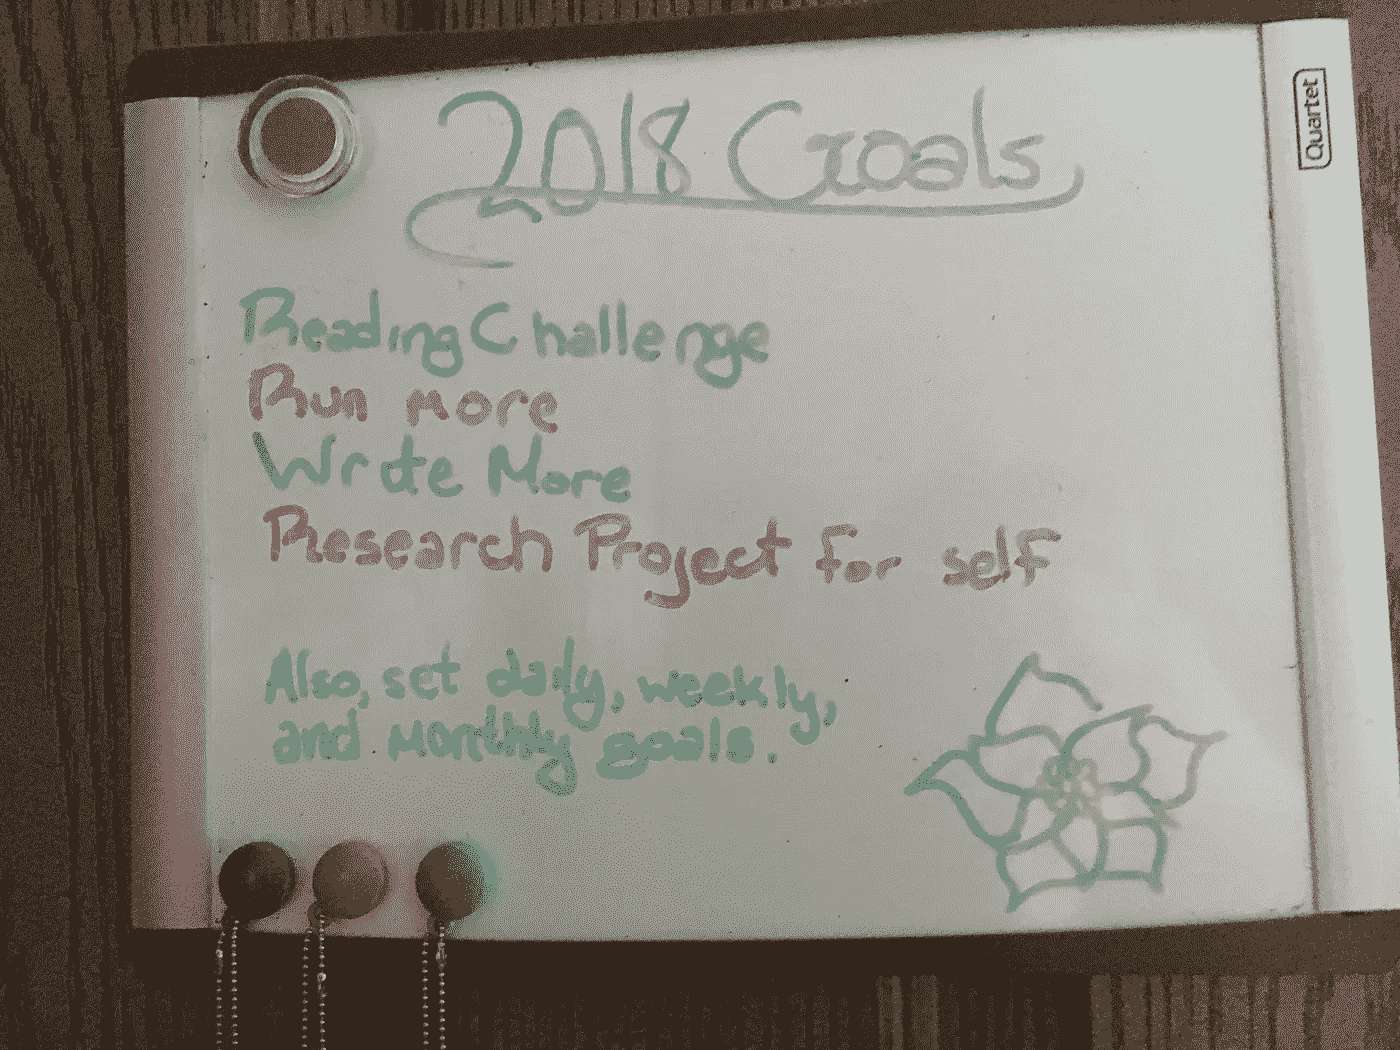 2018 Goals
Quartet
Reading Challenge
Run more
Write More
Research Project for self
Also, set daily, weekly,
and monthly goals.